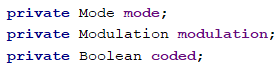 private Mode mode;
private Modulation modulation;
private Boolean coded;